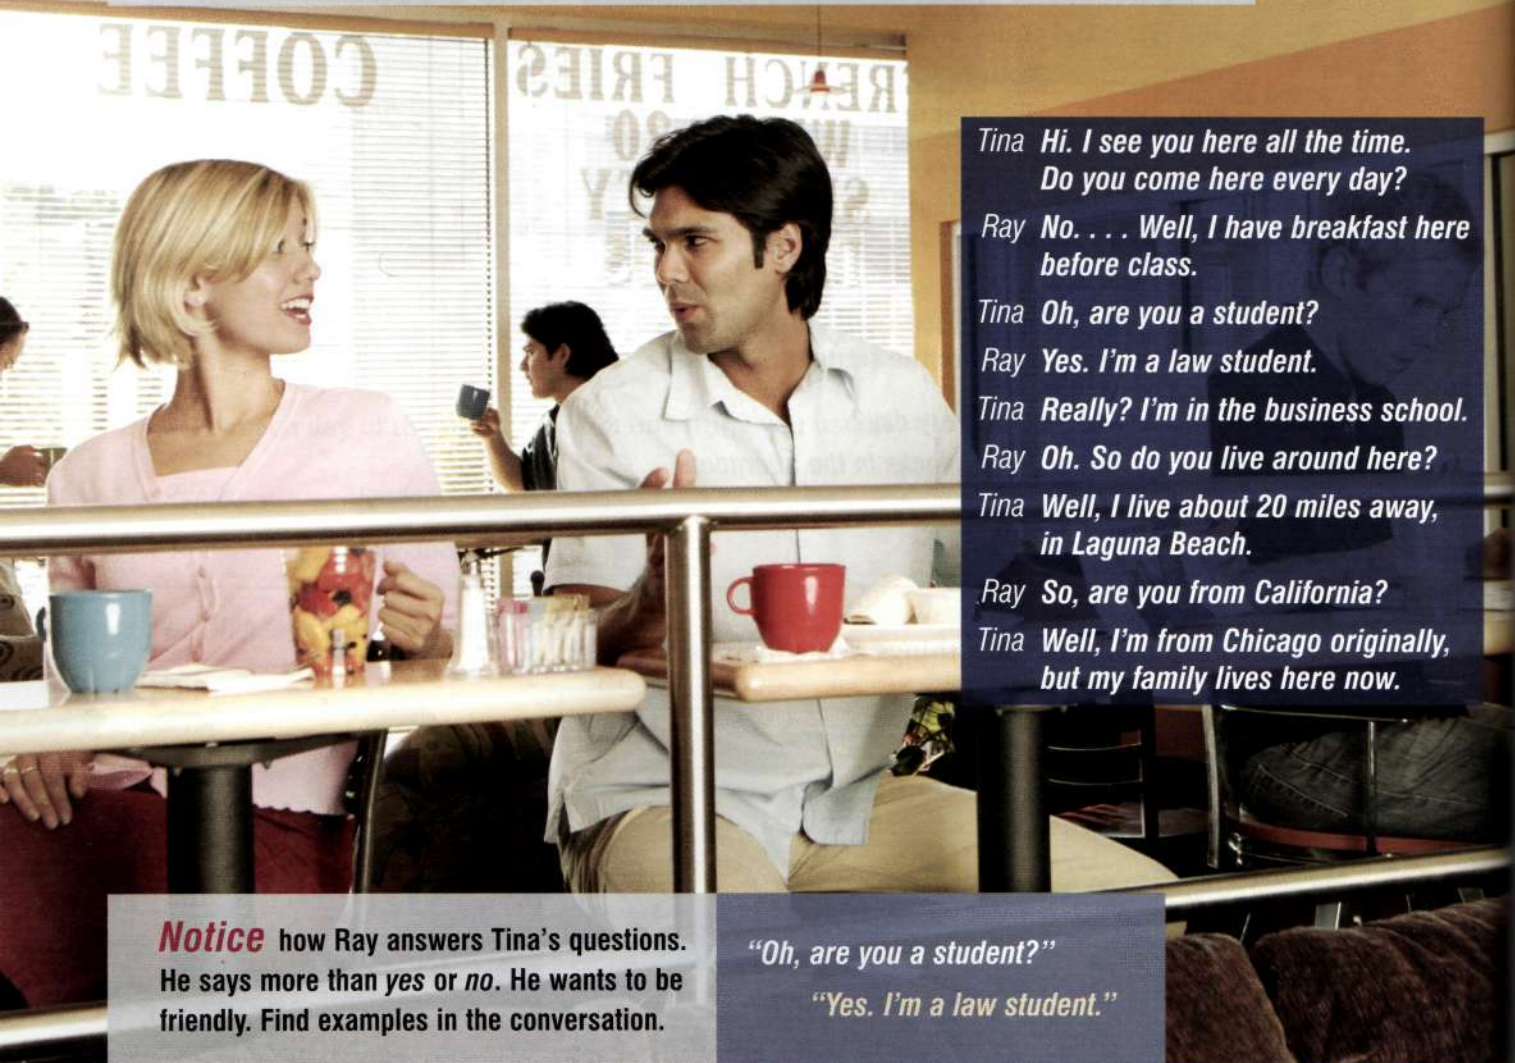 COFFEE
FRENCH FRIES
Tina Hi. I see you here all the time.
Do you come here every day?
Ray No. . . . Well, I have breakfast here
before class.
Tina Oh, are you a student?
Ray Yes. I'm a law student.
Tina Really? I'm in the business school.
Ray Oh. So do you live around here?
Tina Well, I live about 20 miles away,
in Laguna Beach.
Ray So, are you from California?
Tina Well, I'm from Chicago originally,
but my family lives here now.
Notice how Ray answers Tina's questions.
He says more than yes or no. He wants to be
friendly. Find examples in the conversation.
“Oh, are you a student?”
“Yes. I'm a law student.”